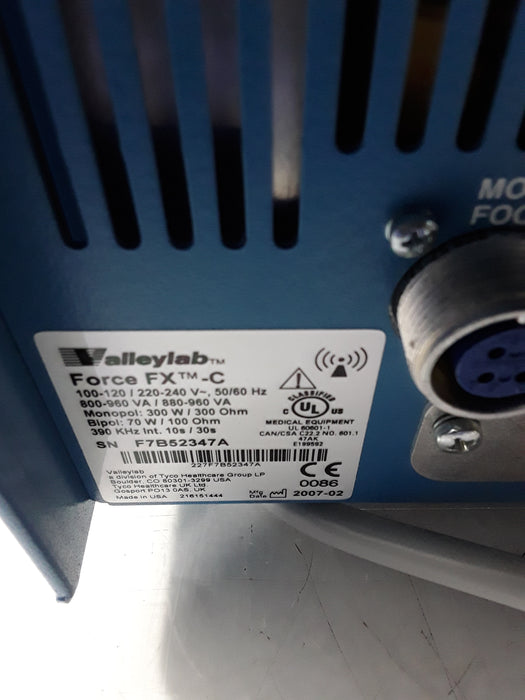 MO
FOO
Valleylab™
Force FX™-C
100-120 / 220-240 V~, 50/60 Hz
800-960 VA / 880-960 VA
Monopol: 300 W / 300 Ohm
Bipol: 70 W / 100 Ohm
390 KHz Int. 10s / 30s
SN F7B52347A
227F7B52347A
Valleylab
a division of Tyco Healthcare Group LP
Boulder, CO 80301-3299 USA
Tyco Healthcare UK Ltd
Gosport PO13 0AS, UK
Made in USA 216151444
CLASSIFIED
C UL US
MEDICAL EQUIPMENT
UL 60601-1
CAN/CSA C22.2 NO. 601.1
47AK
E199592
CE
0086
Mfg
Date 2007-02